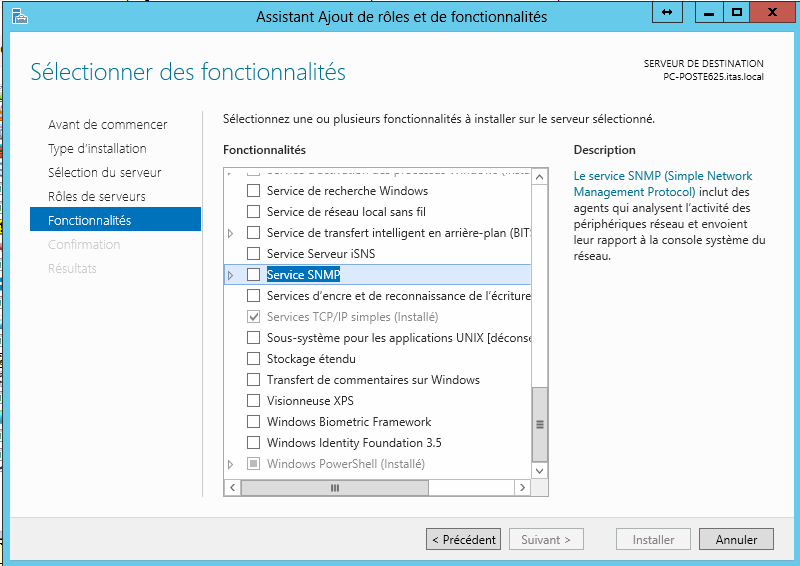 Assistant Ajout de rôles et de fonctionnalités
Sélectionner des fonctionnalités
SERVEUR DE DESTINATION
PC-POSTE625.itas.local
Avant de commencer
Type d'installation
Sélection du serveur
Rôles de serveurs
Fonctionnalités
Confirmation
Résultats
Sélectionnez une ou plusieurs fonctionnalités à installer sur le serveur sélectionné.
Fonctionnalités
Service de recherche Windows
Service de réseau local sans fil
Service de transfert intelligent en arrière-plan (BITS
Service Serveur iSNS
Service SNMP
Services d'encre et de reconnaissance de l'écriture
Services TCP/IP simples (Installé)
Sous-système pour les applications UNIX [déconse
Stockage étendu
Transfert de commentaires sur Windows
Visionneuse XPS
Windows Biometric Framework
Windows Identity Foundation 3.5
Windows PowerShell (Installé)
Description
Le service SNMP (Simple Network
Management Protocol) inclut des
agents qui analysent l'activité des
périphériques réseau et envoient
leur rapport à la console système du
réseau.
< Précédent
Suivant >
Installer
Annuler